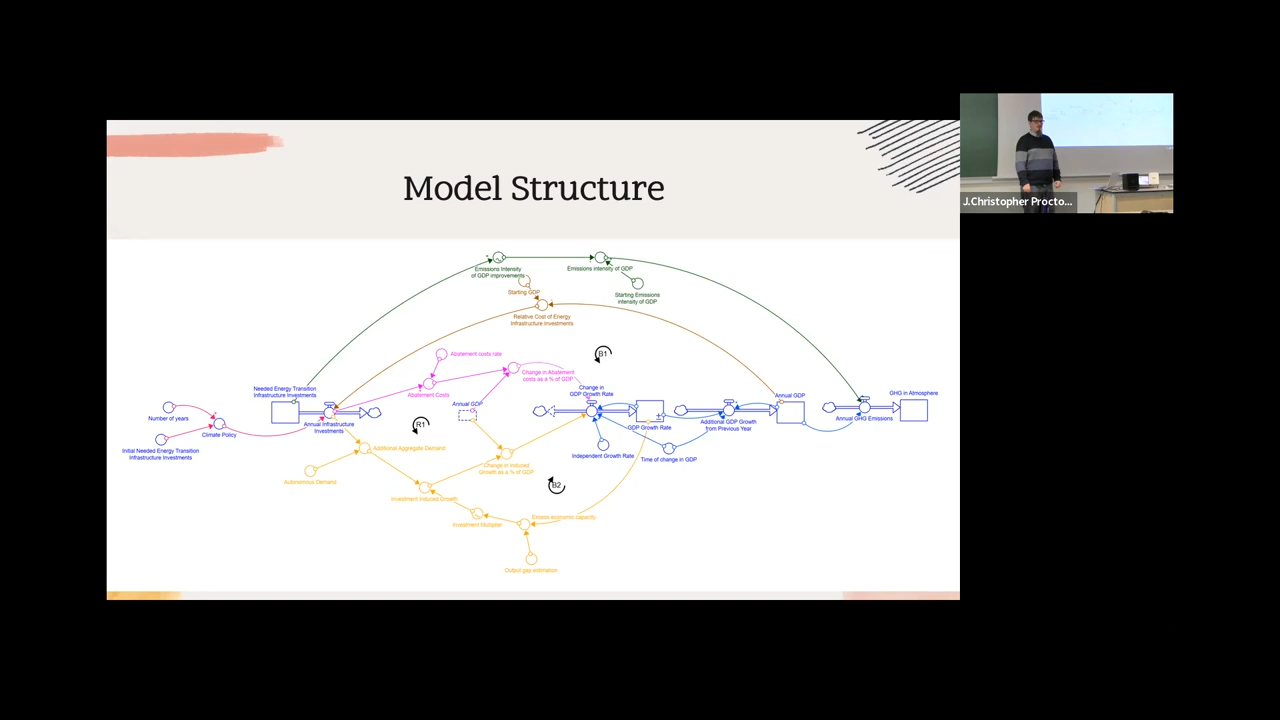 Model Structure
J.Christopher Procto...
Emissions Intensity
of GDP improvements
Emissions intensity of GDP
Starting GDP
Starting Emissions
intensity of GDP
Relative Cost of Energy
Infrastructure Investments
B1
Abatement costs rate
Change in Abatement
costs as a % of GDP
Abatement Costs
Needed Energy Transition
Infrastructure Investments
Change in
GDP Growth Rate
Annual GDP
GHG in Atmosphere
Annual GDP
Number of years
Climate Policy
Annual Infrastructure
Investments
R1
GDP Growth Rate
Additional GDP Growth
from Previous Year
Annual GHG Emissions
Initial Needed Energy Transition
Infrastructure Investments
Additional Aggregate Demand
Independent Growth Rate
Time of change in GDP
Change in Induced
Growth as a % of GDP
Autonomous Demand
B2
Investment Induced Growth
Investment Multiplier
Excess economic capacity
Output gap estimation